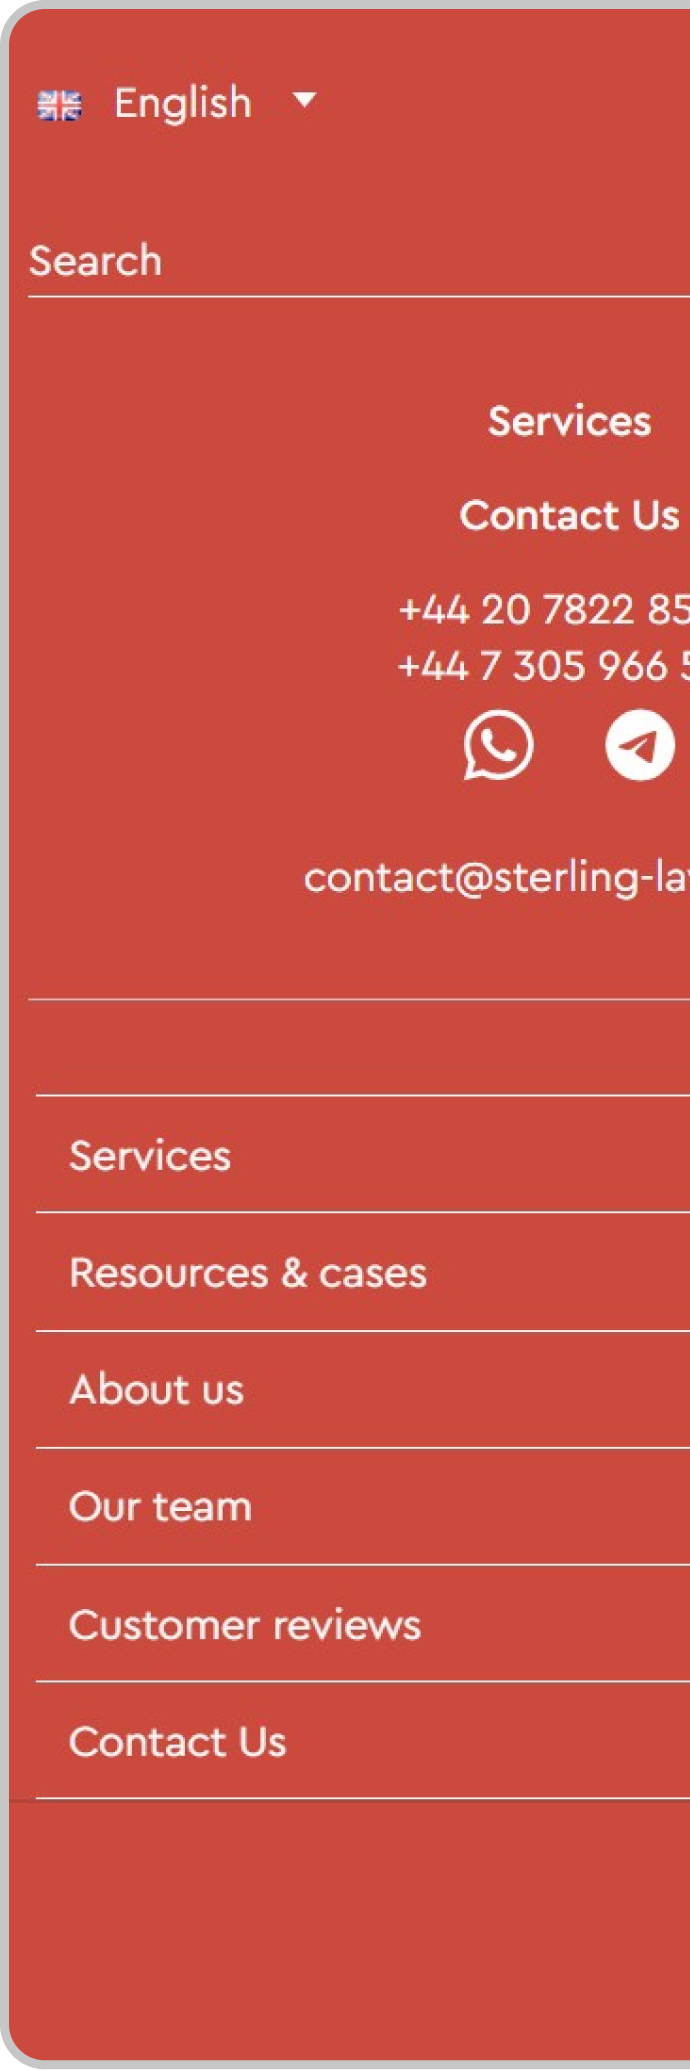 English
Search
Services
Contact Us
+44 20 7822 85
+44 7 305 966 5
contact@sterling-la
Services
Resources & cases
About us
Our team
Customer reviews
Contact Us